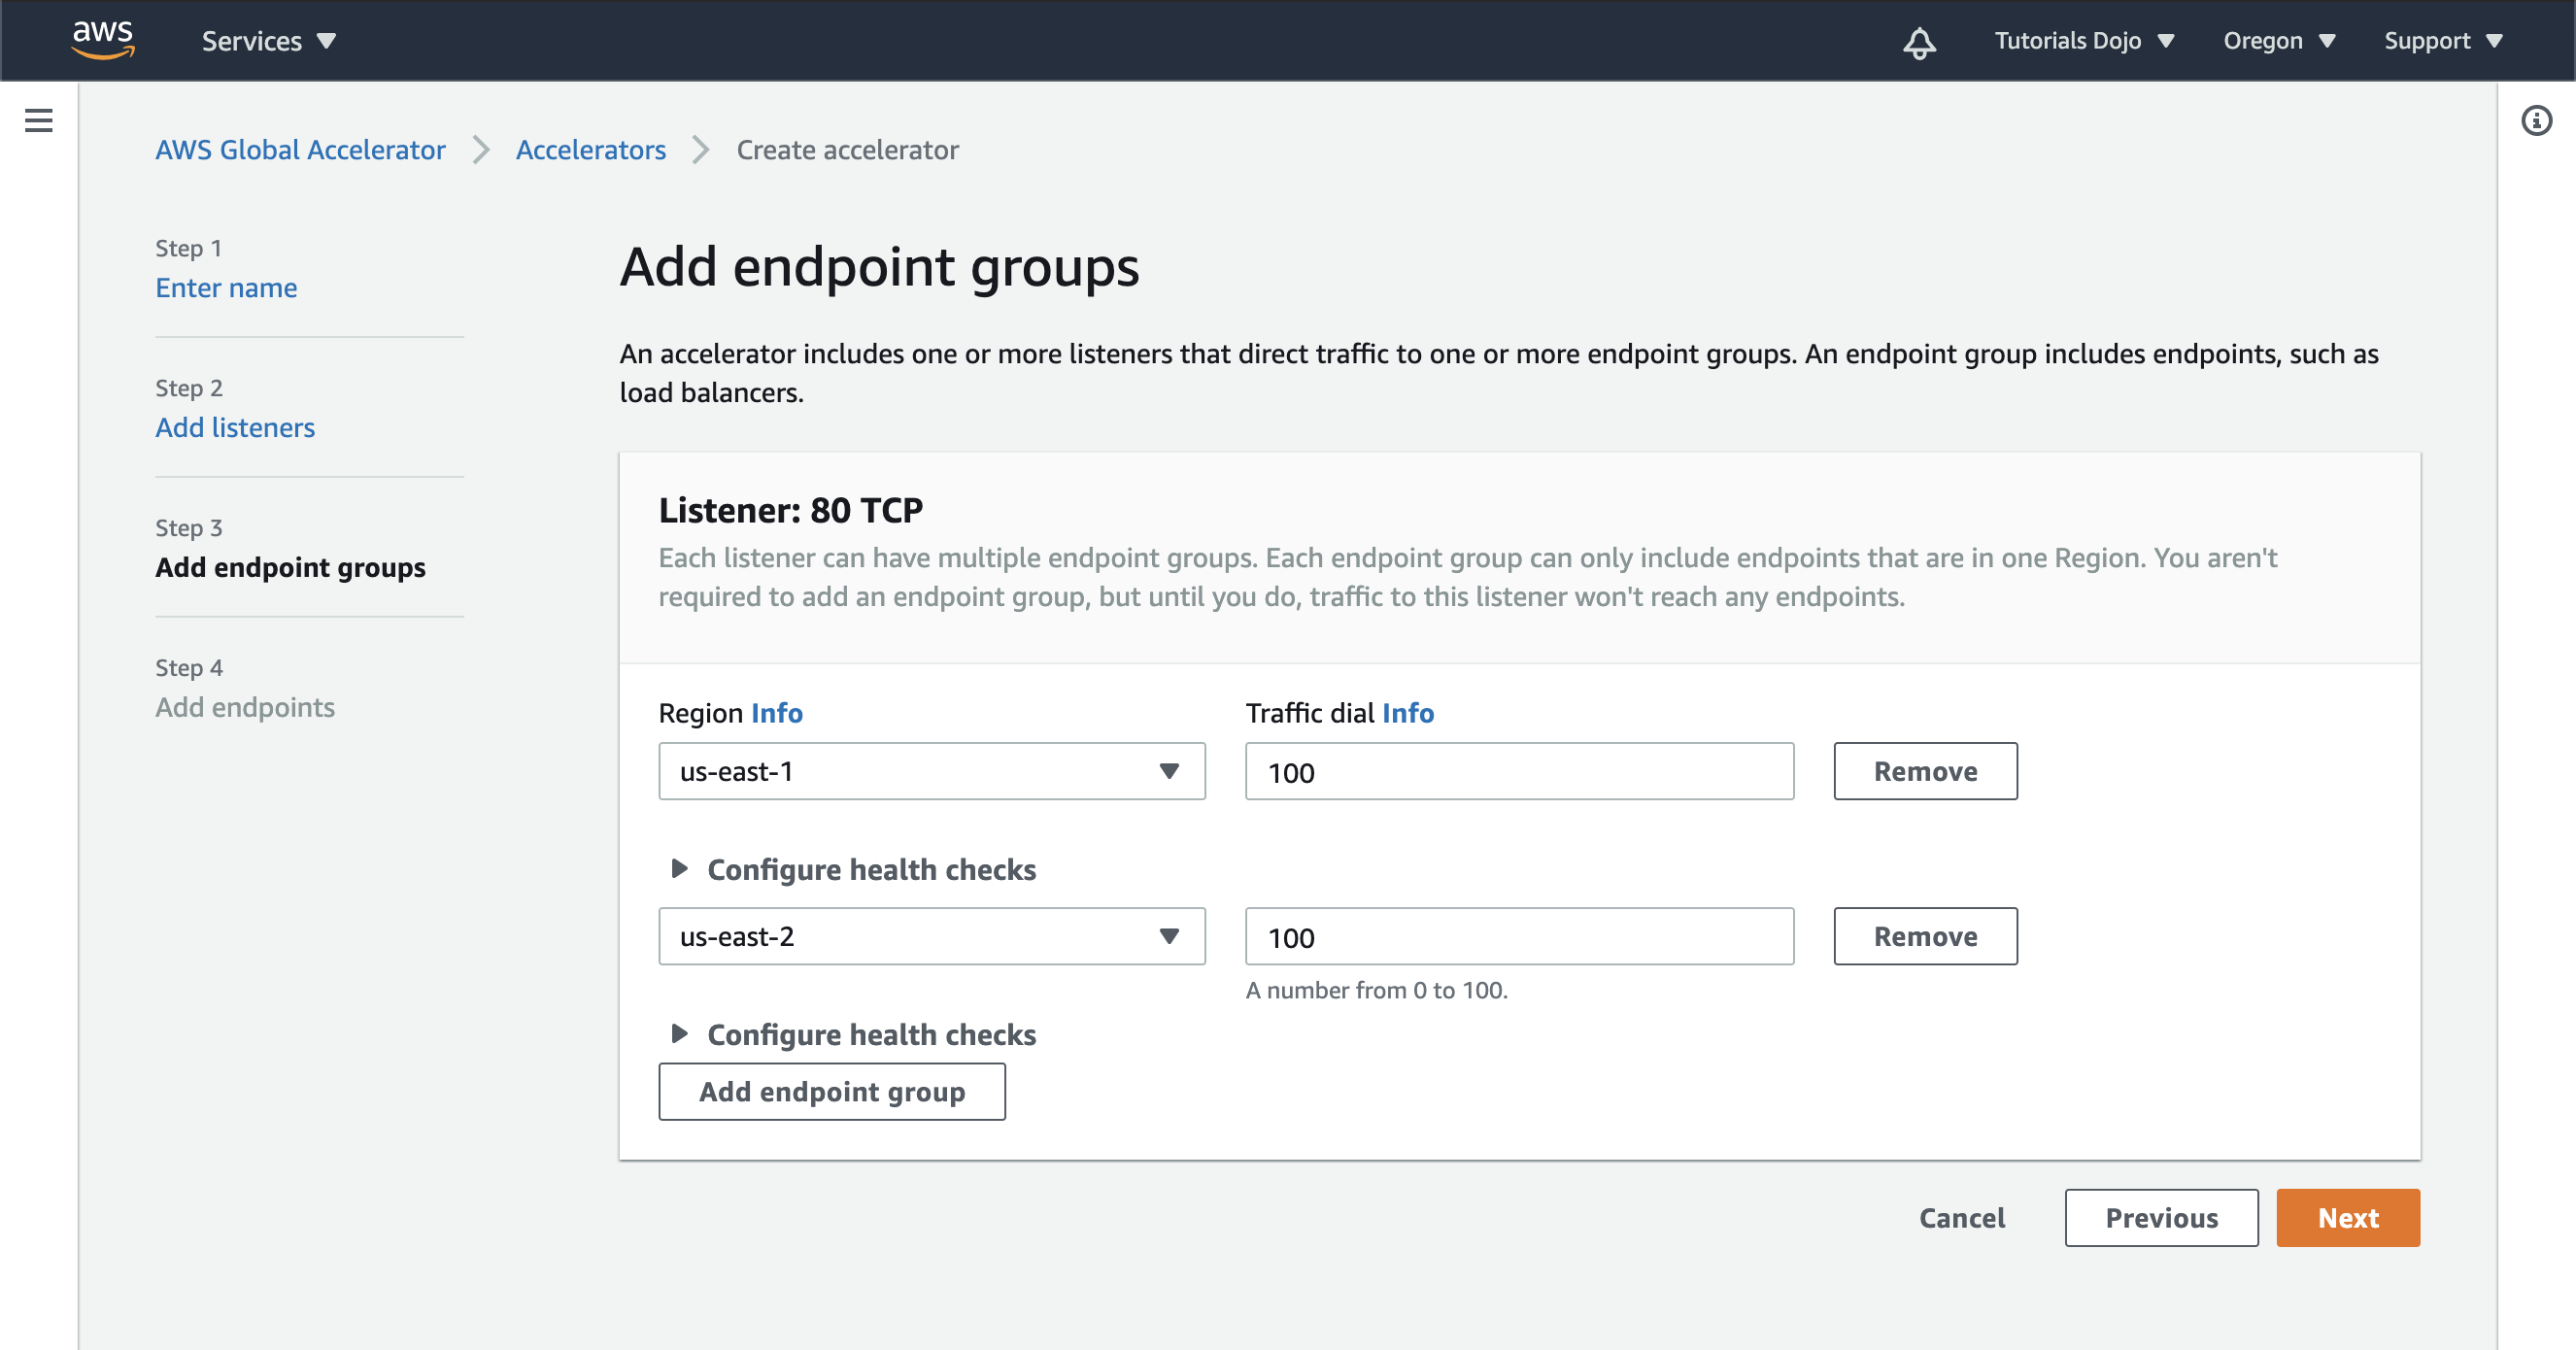 aws Services Tutorials Dojo Oregon Support
AWS Global Accelerator Accelerators Create accelerator
Step 1
Enter name
Step 2
Add listeners
Step 3
Add endpoint groups
Step 4
Add endpoints
Add endpoint groups
An accelerator includes one or more listeners that direct traffic to one or more endpoint groups. An endpoint group includes endpoints, such as
load balancers.
Listener: 80 TCP
Each listener can have multiple endpoint groups. Each endpoint group can only include endpoints that are in one Region. You aren't
required to add an endpoint group, but until you do, traffic to this listener won't reach any endpoints.
Region Info Traffic dial Info
us-east-1 100 Remove
Configure health checks
us-east-2 100 Remove
A number from 0 to 100.
Configure health checks
Add endpoint group
Cancel Previous Next